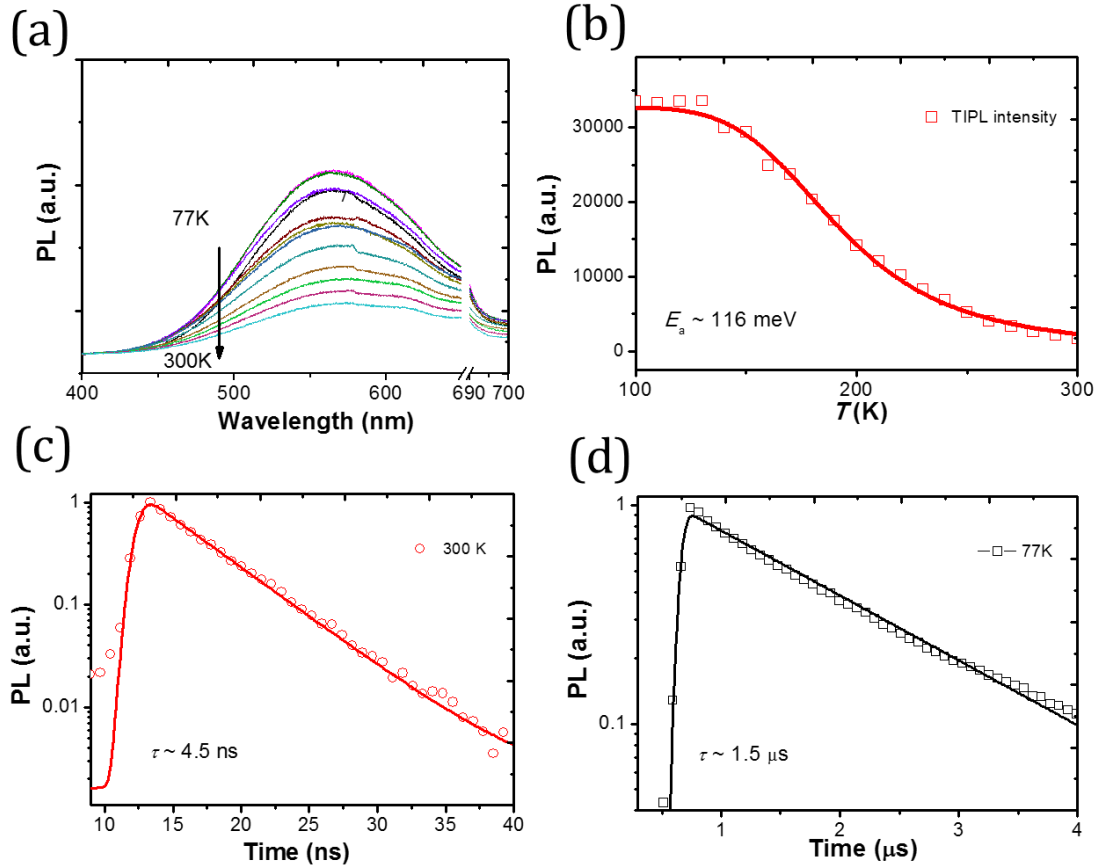 (a)
PL (a.u.)
77K
300K
400 500 600 690 700
Wavelength (nm)
(b)
PL (a.u.)
30000
20000
10000
0
TIPL intensity
Eₐ ~ 116 meV
100 200 300
T(K)
(c)
PL (a.u.)
1
0.1
0.01
300 K
τ ~ 4.5 ns
10 15 20 25 30 35 40
Time (ns)
(d)
PL (a.u.)
1
0.1
77K
τ ~ 1.5 μs
1 2 3 4
Time (μs)